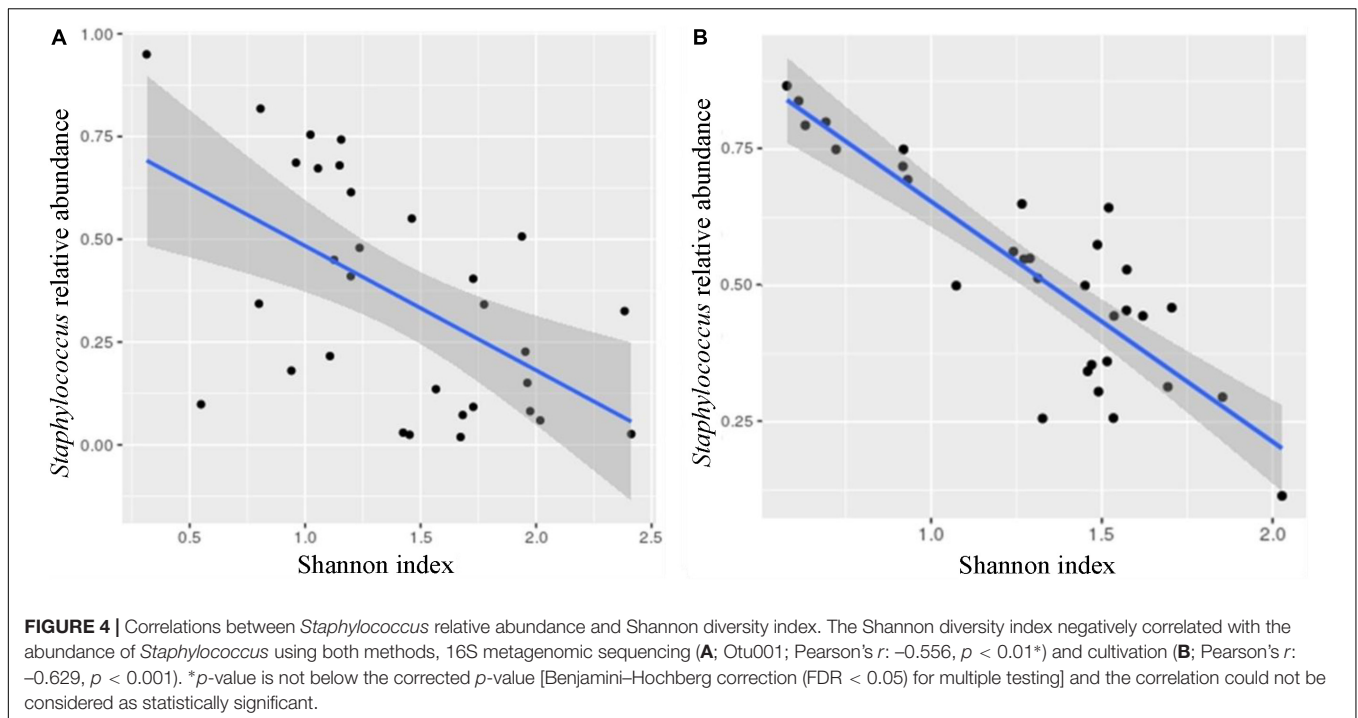 A
B
1.00
0.75
0.50
0.25
0.00
Staphylococcus relative abundance
0.5
1.0
1.5
2.0
2.5
Shannon index
0.75
0.50
0.25
Staphylococcus relative abundance
1.0
1.5
2.0
Shannon index
FIGURE 4 | Correlations between Staphylococcus relative abundance and Shannon diversity index. The Shannon diversity index negatively correlated with the
abundance of Staphylococcus using both methods, 16S metagenomic sequencing (A; Otu001; Pearson's r: –0.556, p < 0.01*) and cultivation (B; Pearson's r:
–0.629, p < 0.001). *p-value is not below the corrected p-value [Benjamini–Hochberg correction (FDR < 0.05) for multiple testing] and the correlation could not be
considered as statistically significant.